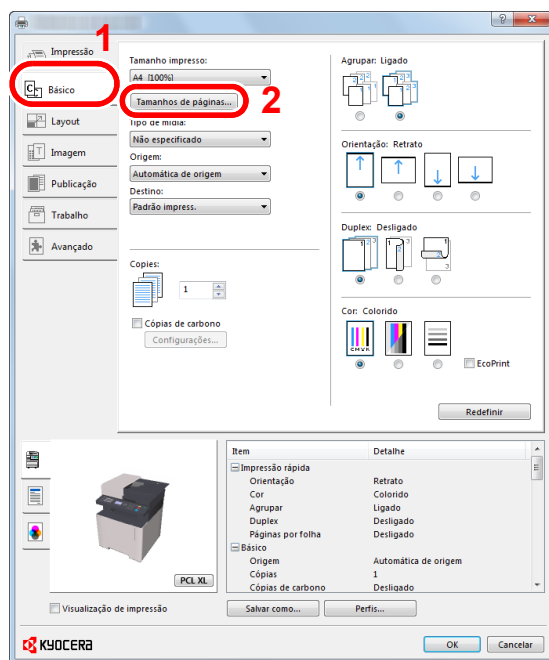 1
Impressão
Básico
Layout
Imagem
Publicação
Trabalho
Avançado
Tamanho impresso:
A4 [100%]
Tamanhos de páginas...
2
Tipo de mídia:
Não especificado
Origem:
Automática de origem
Destino:
Padrão impress.
Copies:
1
Cópias de carbono
Configurações...
Agrupar: Ligado
Orientação: Retrato
Duplex: Desligado
Cor: Colorido
CMYK
EcoPrint
Redefinir
Item Detalhe
Impressão rápida
Orientação Retrato
Cor Colorido
Agrupar Ligado
Duplex Desligado
Páginas por folha Desligado
Básico
Origem Automática de origem
Cópias 1
Cópias de carbono Desligado
PCL XL
Visualização de impressão
Salvar como... Perfis...
KYOCERA
OK Cancelar